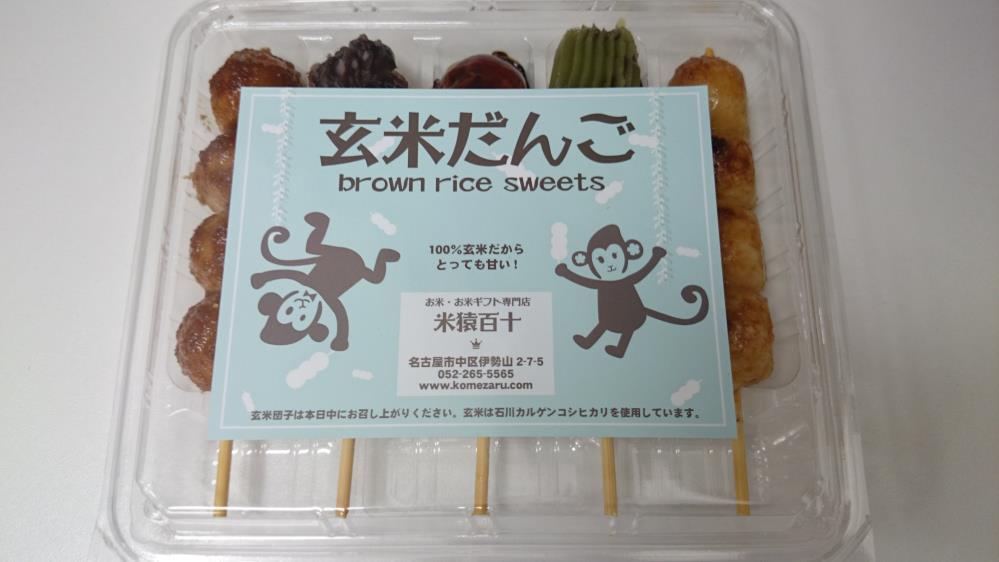 玄米だんご
brown rice sweets
100%玄米だから
とっても甘い！
お米・お米ギフト専門店
米猿百十
名古屋市中区伊勢山 2-7-5
052-265-5565
www.komezaru.com
玄米団子は本日中にお召し上がりください。玄米は石川カルゲンコシヒカリを使用しています。